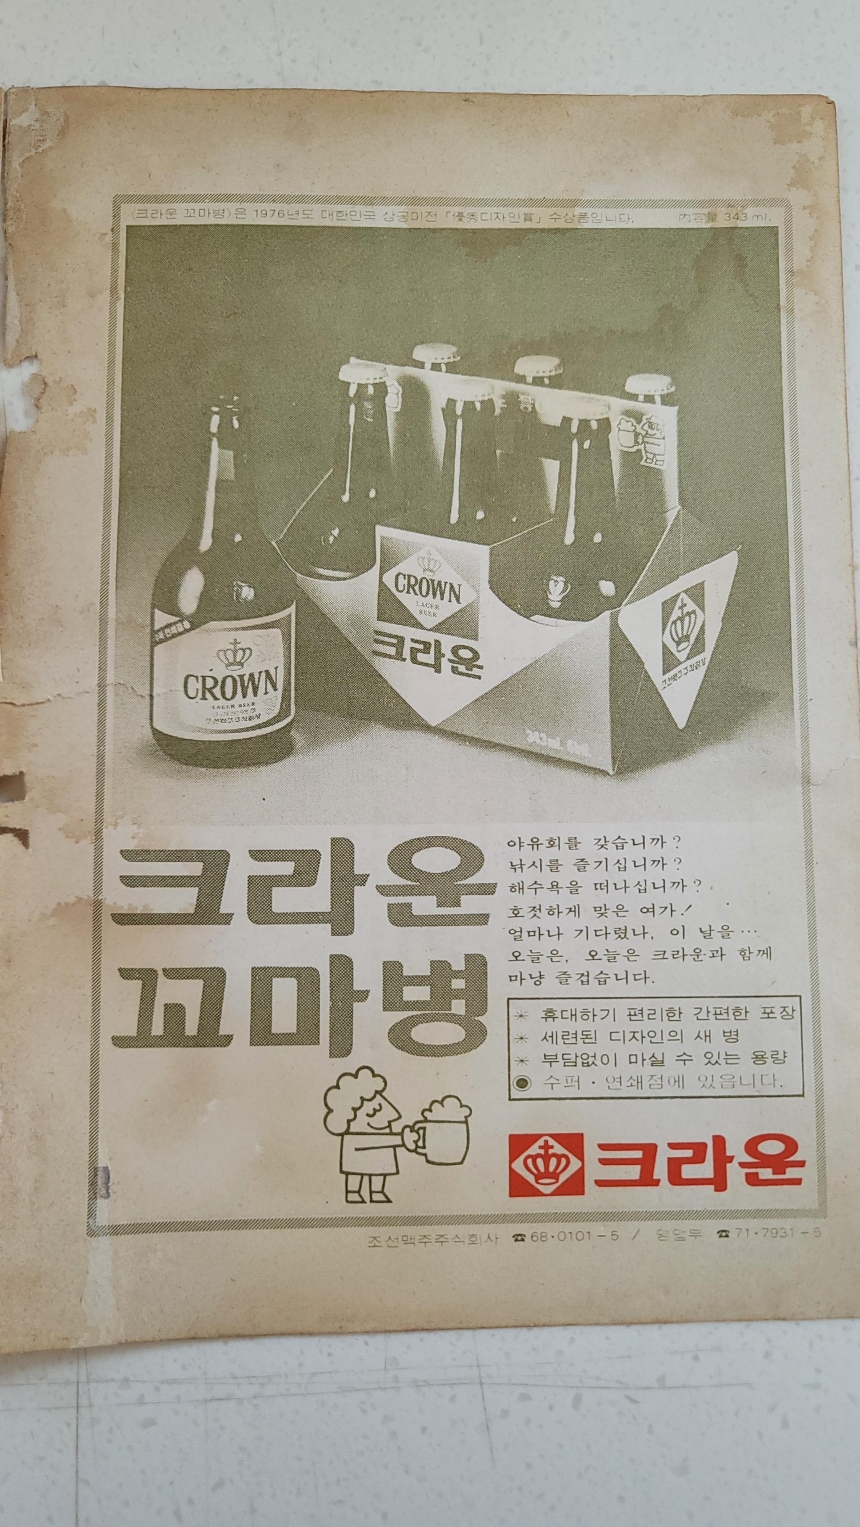 〈크라운 꼬마병〉은 1976년도 대한민국 상공미전 「優秀디자인賞」 수상품입니다. 内容量 343 ml.
CROWN
LAGER
BEER
크라운
CROWN
LAGER BEER
343ml.
크라운
꼬마병
야유회를 갖습니까?
낚시를 즐기십니까?
해수욕을 떠나십니까?
호젓하게 맞은 여가!
얼마나 기다렸나, 이 날을…
오늘은, 오늘은 크라운과 함께
마냥 즐겁습니다.
✳ 휴대하기 편리한 간편한 포장
✳ 세련된 디자인의 새 병
✳ 부담없이 마실 수 있는 용량
◉ 수퍼·연쇄점에 있읍니다.
크라운
조선맥주주식회사 ☎68·0101-5 / 영업부 ☎71·7931-5